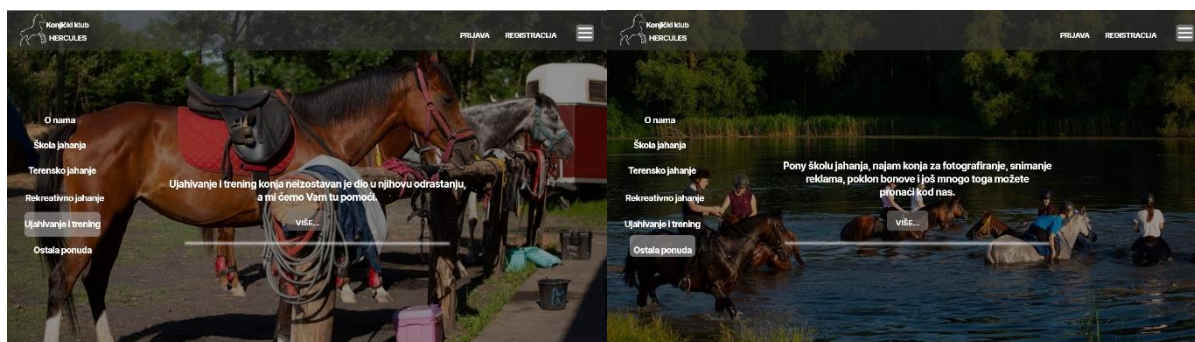 Konjički klub
HERCULES
PRIJAVA REGISTRACIJA
O nama
Škola jahanja
Terensko jahanje
Rekreativno jahanje
Ujahivanje i trening
Ostala ponuda
Ujahivanje i trening konja neizostavan je dio u njihovu odrastanju,
a mi ćemo Vam tu pomoći.
VIŠE...
Konjički klub
HERCULES
PRIJAVA REGISTRACIJA
O nama
Škola jahanja
Terensko jahanje
Rekreativno jahanje
Ujahivanje i trening
Ostala ponuda
Pony školu jahanja, najam konja za fotografiranje, snimanje
reklama, poklon bonove i još mnogo toga možete
pronaći kod nas.
VIŠE...